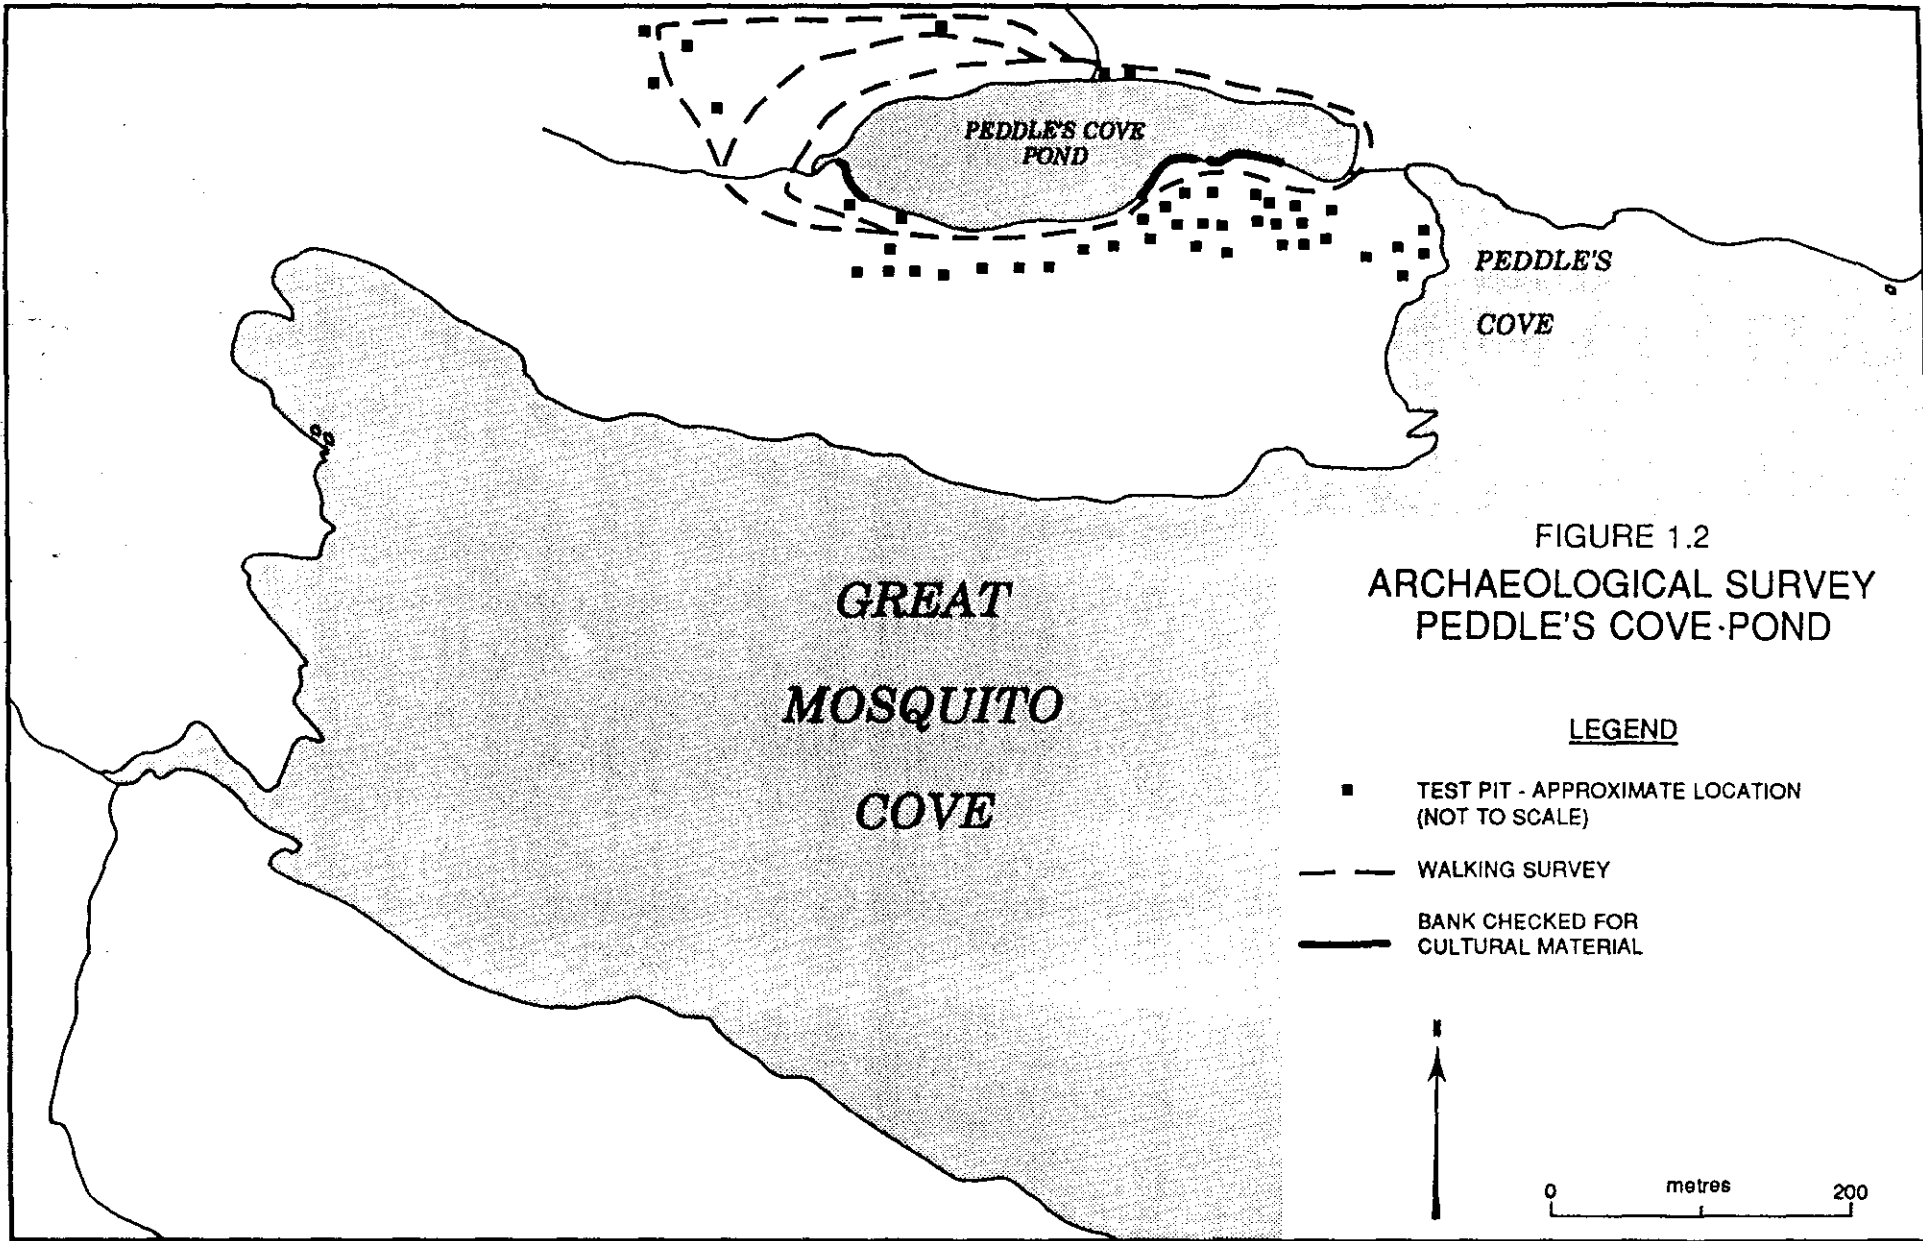 PEDDLE'S COVE
POND
PEDDLE'S
COVE
GREAT
MOSQUITO
COVE
FIGURE 1.2
ARCHAEOLOGICAL SURVEY
PEDDLE'S COVE·POND
LEGEND
TEST PIT - APPROXIMATE LOCATION
(NOT TO SCALE)
WALKING SURVEY
BANK CHECKED FOR
CULTURAL MATERIAL
0 metres 200